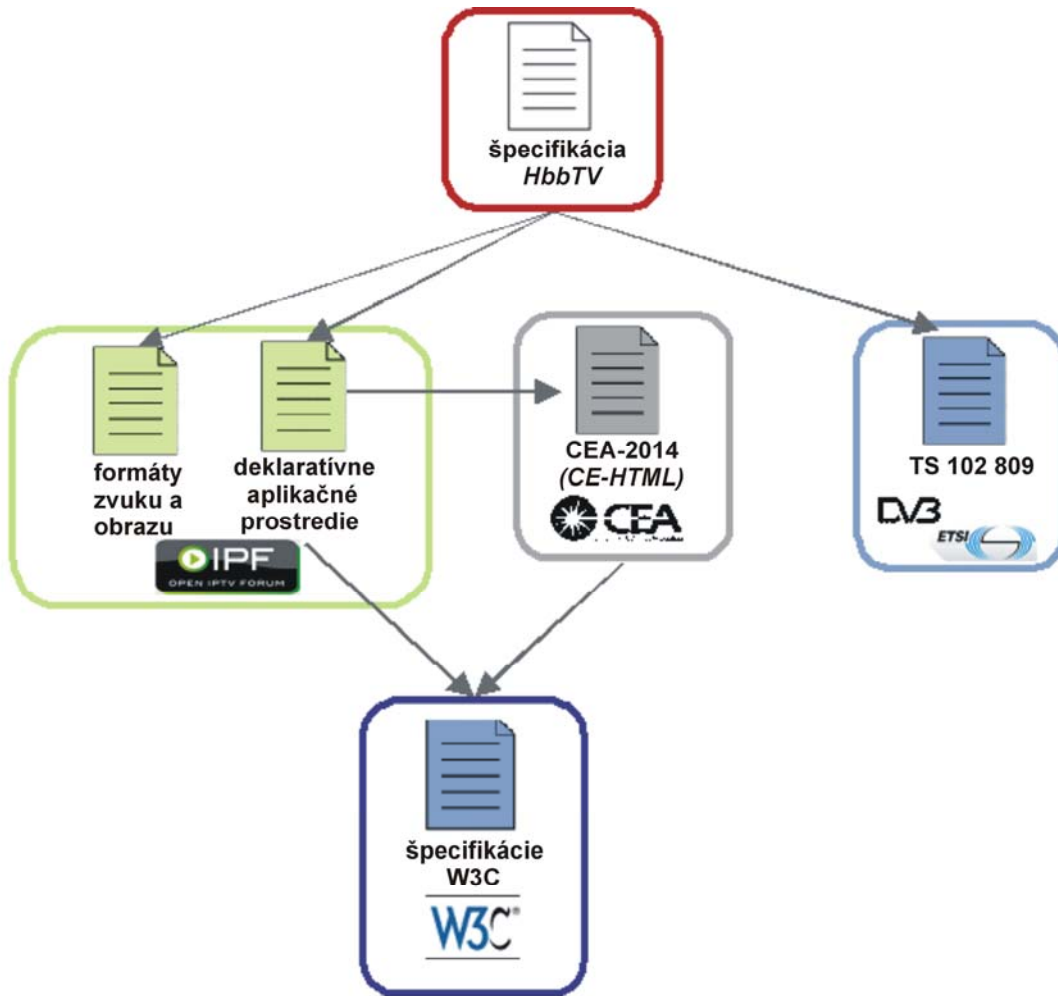 špecifikácia
HbbTV
formáty
zvuku a
obrazu
deklaratívne
aplikačné
prostredie
OIPF
OPEN IPTV FORUM
CEA-2014
(CE-HTML)
CEA
TS 102 809
DVB
ETSI
špecifikácie
W3C
W3C®